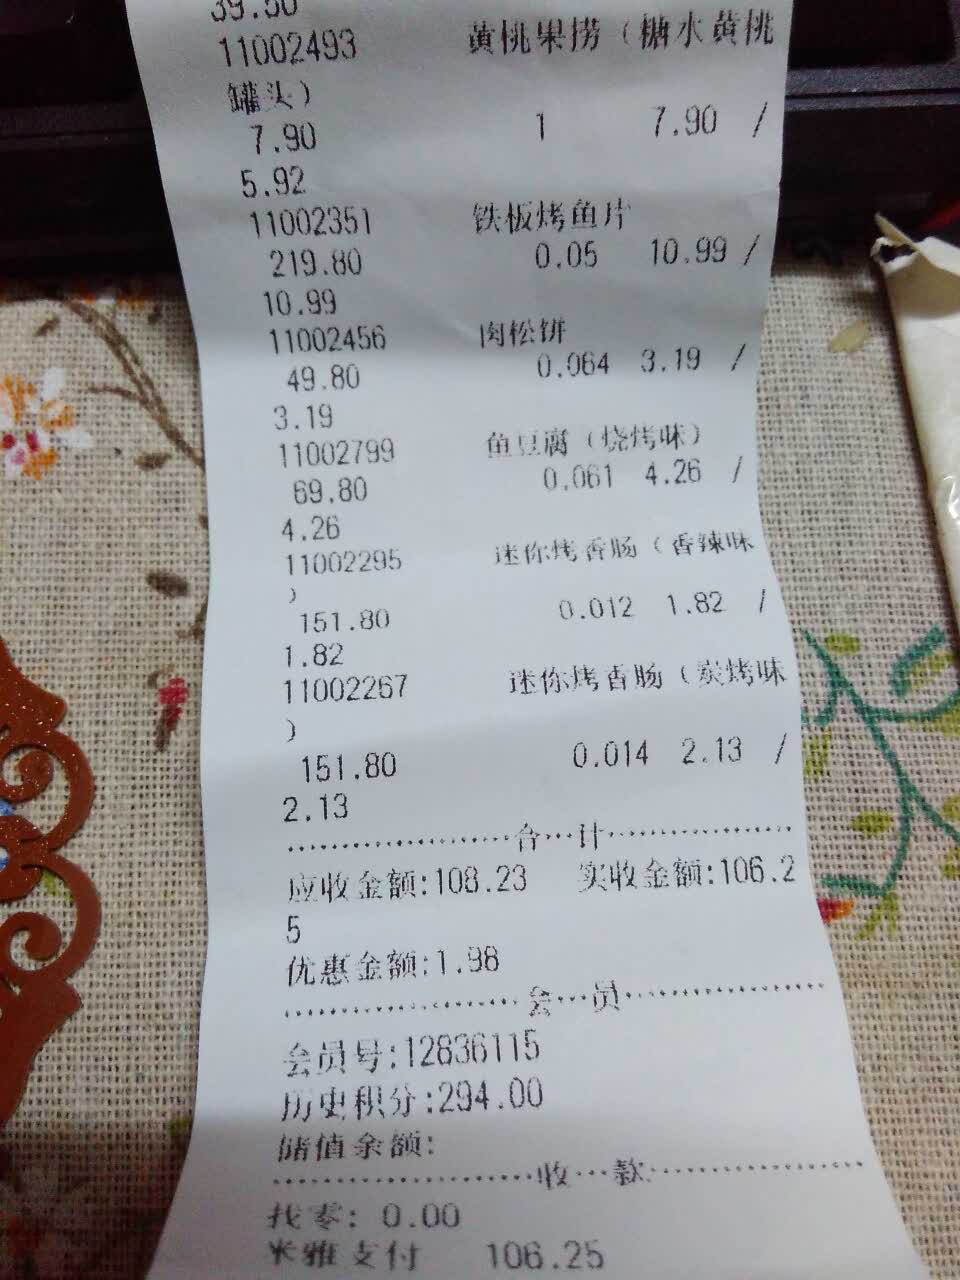 39.50
11002493 黄桃果捞（糖水黄桃
罐头）
7.90 1 7.90 /
5.92
11002351 铁板烤鱼片
219.80 0.05 10.99 /
10.99
11002456 肉松饼
49.80 0.064 3.19 /
3.19
11002799 鱼豆腐（烧烤味）
69.80 0.061 4.26 /
4.26
11002295 迷你烤香肠（香辣味
）
151.80 0.012 1.82 /
1.82
11002267 迷你烤香肠（炭烤味
）
151.80 0.014 2.13 /
2.13
合计
应收金额:108.23 实收金额:106.2
5
优惠金额:1.98
会员
会员号:12836115
历史积分:294.00
储值余额:
收款
找零: 0.00
米雅支付 106.25